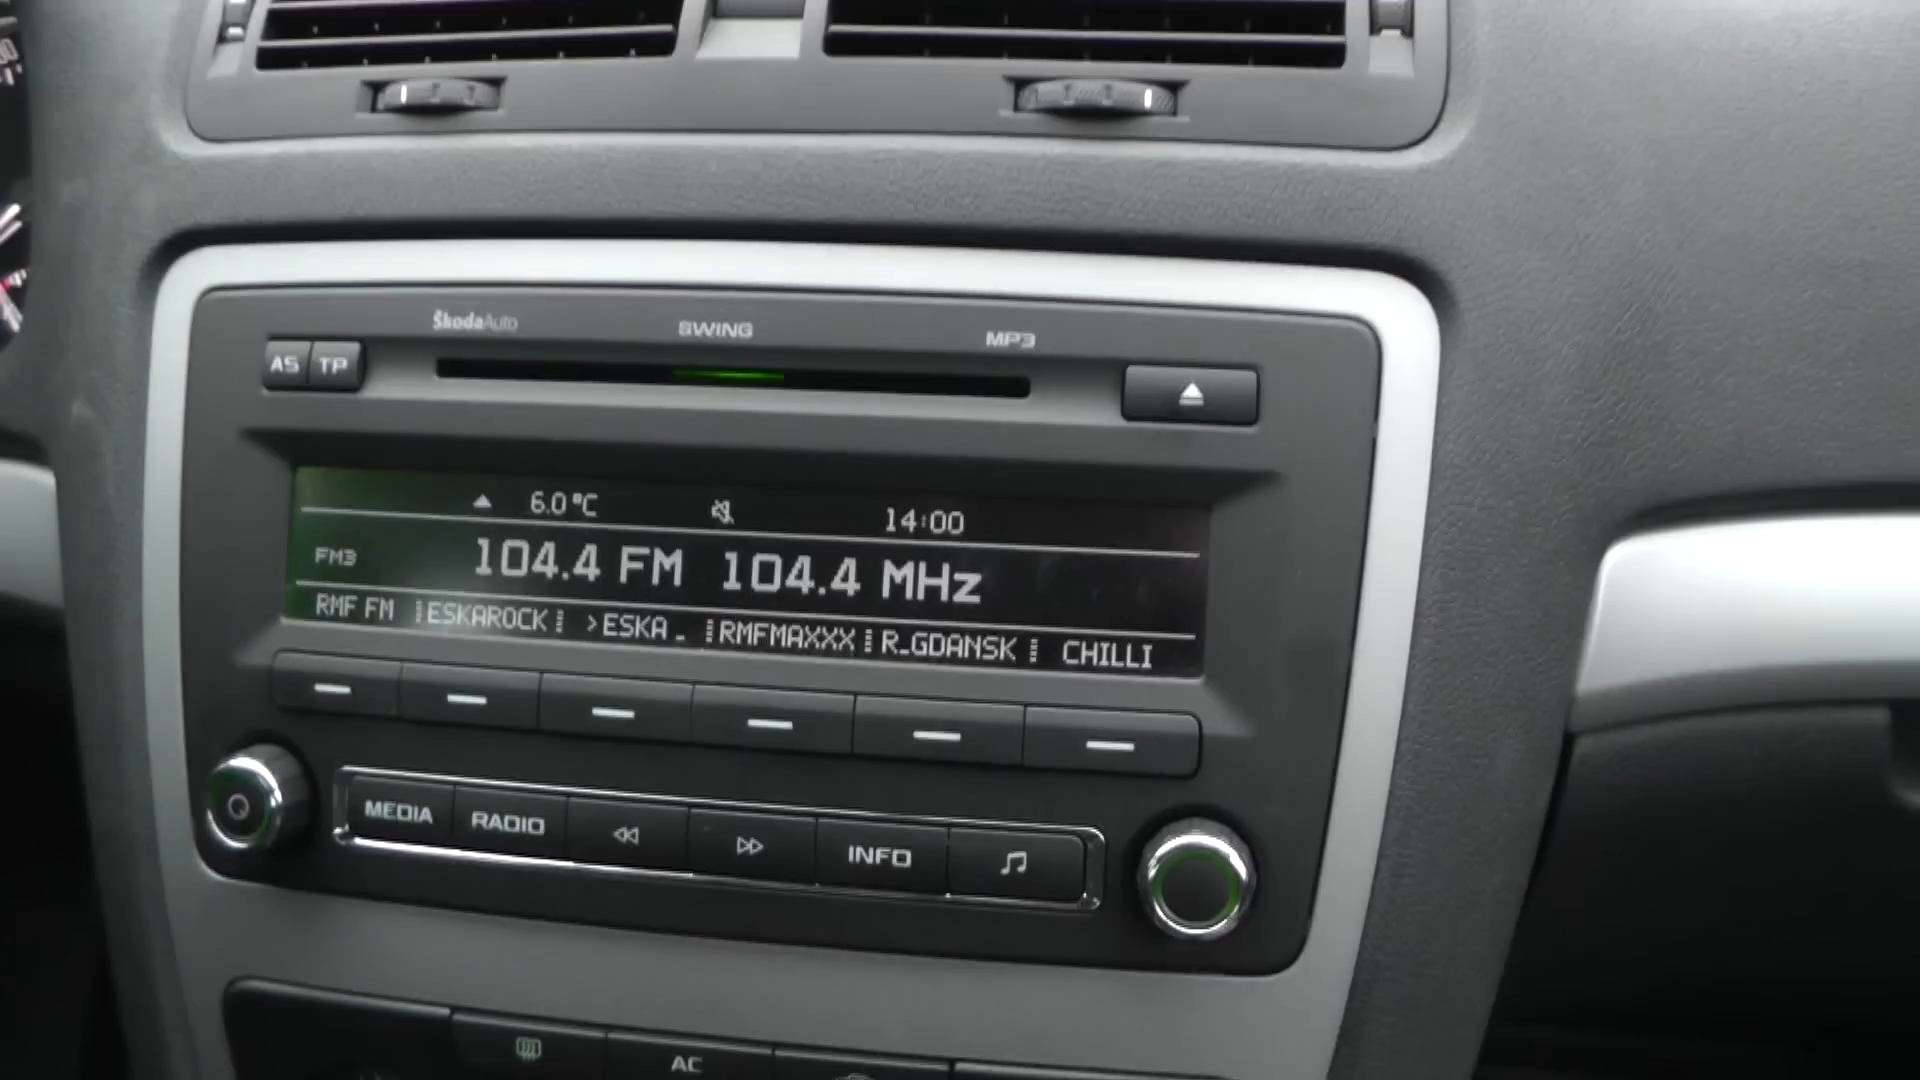 ŠkodaAuto SWING MP3
AS TP
6.0°C 14:00
FM3 104.4 FM 104.4 MHz
RMF FM ESKAROCK >ESKA_ RMFMAXXX R_GDANSK CHILLI
MEDIA RADIO INFO
AC